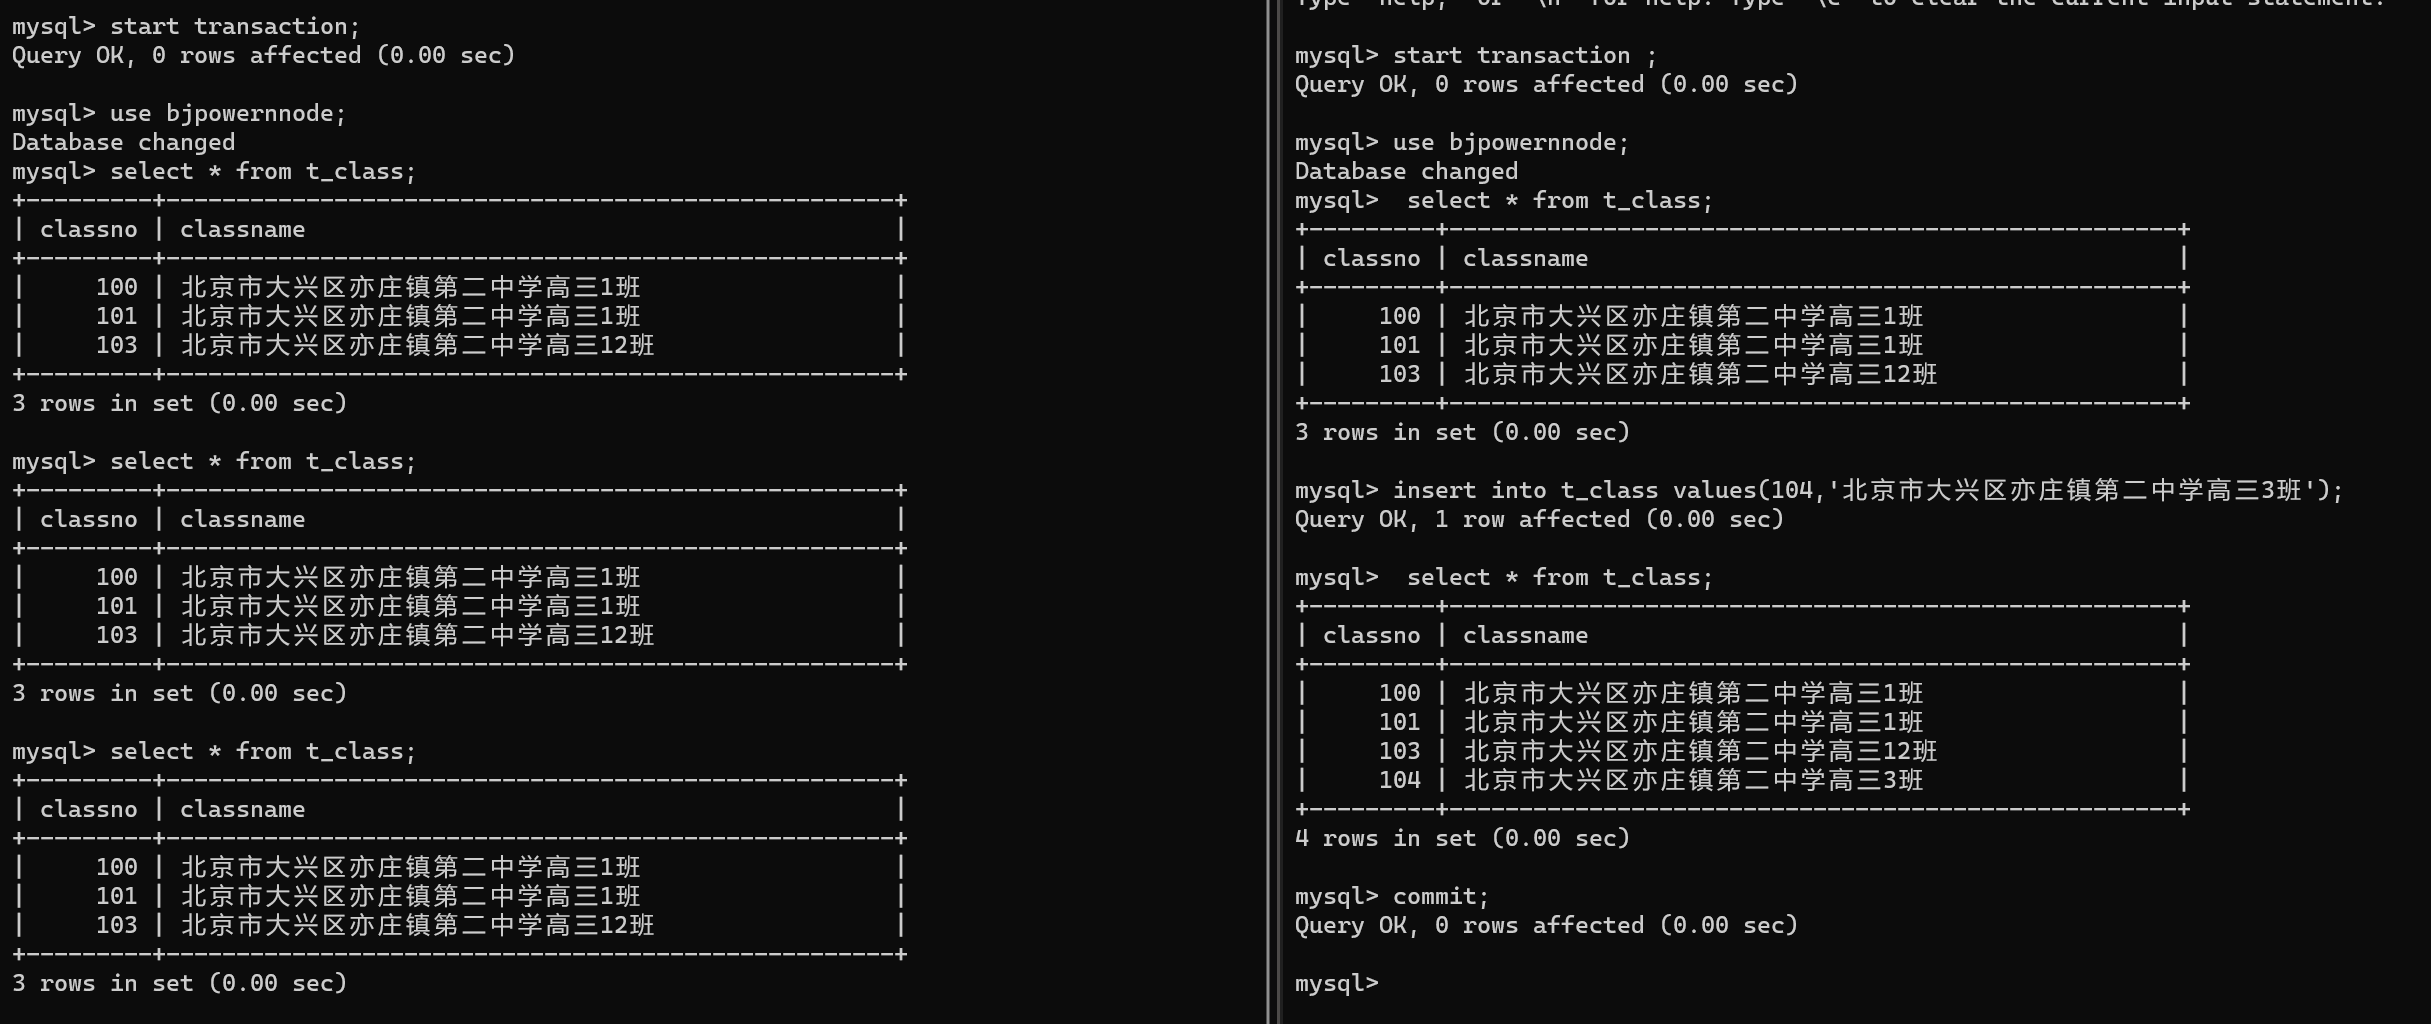 mysql> start transaction;
Query OK, 0 rows affected (0.00 sec)
mysql> use bjpowernnode;
Database changed
mysql> select * from t_class;
+---------+----------------------------------------------------+
| classno | classname                                          |
+---------+----------------------------------------------------+
|     100 | 北京市大兴区亦庄镇第二中学高三1班                  |
|     101 | 北京市大兴区亦庄镇第二中学高三1班                  |
|     103 | 北京市大兴区亦庄镇第二中学高三12班                 |
+---------+----------------------------------------------------+
3 rows in set (0.00 sec)
mysql> select * from t_class;
+---------+----------------------------------------------------+
| classno | classname                                          |
+---------+----------------------------------------------------+
|     100 | 北京市大兴区亦庄镇第二中学高三1班                  |
|     101 | 北京市大兴区亦庄镇第二中学高三1班                  |
|     103 | 北京市大兴区亦庄镇第二中学高三12班                 |
+---------+----------------------------------------------------+
3 rows in set (0.00 sec)
mysql> select * from t_class;
+---------+----------------------------------------------------+
| classno | classname                                          |
+---------+----------------------------------------------------+
|     100 | 北京市大兴区亦庄镇第二中学高三1班                  |
|     101 | 北京市大兴区亦庄镇第二中学高三1班                  |
|     103 | 北京市大兴区亦庄镇第二中学高三12班                 |
+---------+----------------------------------------------------+
3 rows in set (0.00 sec)
Type 'help;' or '\h' for help. Type '\c' to clear the current input statement.
mysql> start transaction ;
Query OK, 0 rows affected (0.00 sec)
mysql> use bjpowernnode;
Database changed
mysql>  select * from t_class;
+---------+----------------------------------------------------+
| classno | classname                                          |
+---------+----------------------------------------------------+
|     100 | 北京市大兴区亦庄镇第二中学高三1班                  |
|     101 | 北京市大兴区亦庄镇第二中学高三1班                  |
|     103 | 北京市大兴区亦庄镇第二中学高三12班                 |
+---------+----------------------------------------------------+
3 rows in set (0.00 sec)
mysql> insert into t_class values(104,'北京市大兴区亦庄镇第二中学高三3班');
Query OK, 1 row affected (0.00 sec)
mysql>  select * from t_class;
+---------+----------------------------------------------------+
| classno | classname                                          |
+---------+----------------------------------------------------+
|     100 | 北京市大兴区亦庄镇第二中学高三1班                  |
|     101 | 北京市大兴区亦庄镇第二中学高三1班                  |
|     103 | 北京市大兴区亦庄镇第二中学高三12班                 |
|     104 | 北京市大兴区亦庄镇第二中学高三3班                  |
+---------+----------------------------------------------------+
4 rows in set (0.00 sec)
mysql> commit;
Query OK, 0 rows affected (0.00 sec)
mysql>